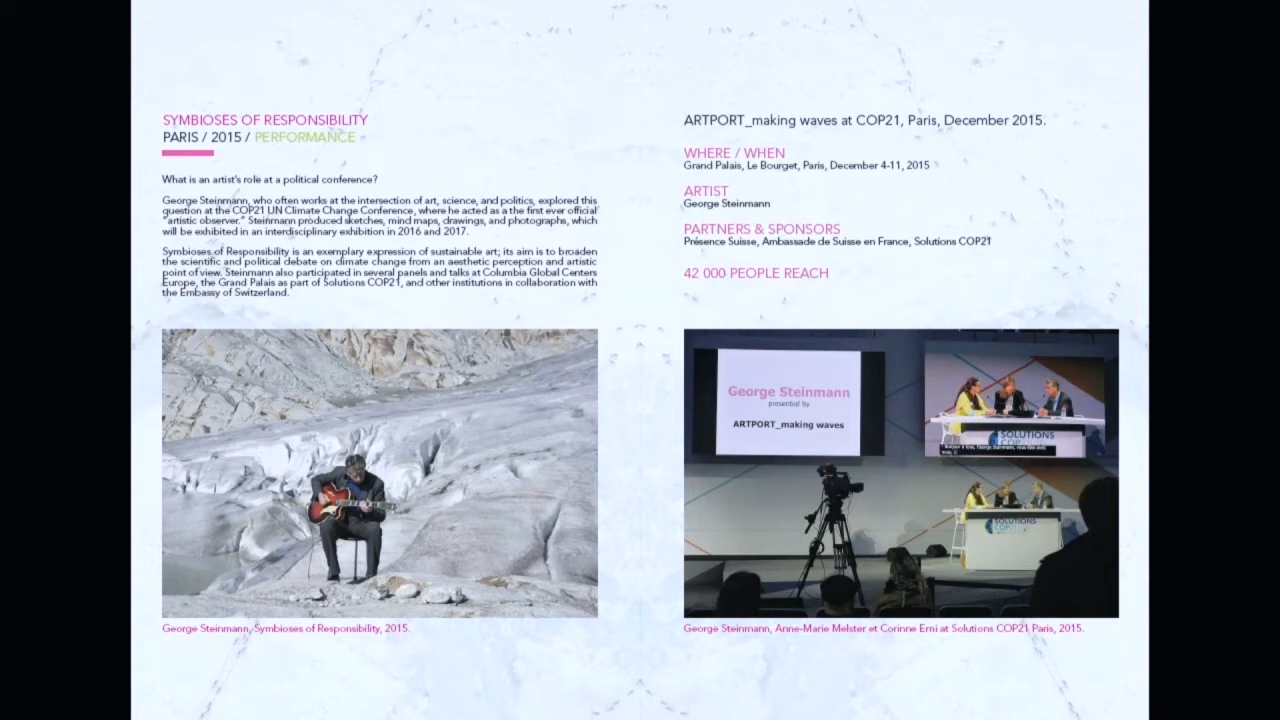 SYMBIOSES OF RESPONSIBILITY
PARIS / 2015 / PERFORMANCE
What is an artist's role at a political conference?
George Steinmann, who often works at the intersection of art, science, and politics, explored this
question at the COP21 UN Climate Change Conference, where he acted as a the first ever official
"artistic observer." Steinmann produced sketches, mind maps, drawings, and photographs, which
will be exhibited in an interdisciplinary exhibition in 2016 and 2017.
Symbioses of Responsibility is an exemplary expression of sustainable art; its aim is to broaden
the scientific and political debate on climate change from an aesthetic perception and artistic
point of view. Steinmann also participated in several panels and talks at Columbia Global Centers
Europe, the Grand Palais as part of Solutions COP21, and other institutions in collaboration with
the Embassy of Switzerland.
George Steinmann, Symbioses of Responsibility, 2015.
ARTPORT_making waves at COP21, Paris, December 2015.
WHERE / WHEN
Grand Palais, Le Bourget, Paris, December 4-11, 2015
ARTIST
George Steinmann
PARTNERS & SPONSORS
Présence Suisse, Ambassade de Suisse en France, Solutions COP21
42 000 PEOPLE REACH
George Steinmann
presented by
ARTPORT_making waves
SOLUTIONS
SOLUTIONS
George Steinmann, Anne-Marie Melster et Corinne Erni at Solutions COP21 Paris, 2015.